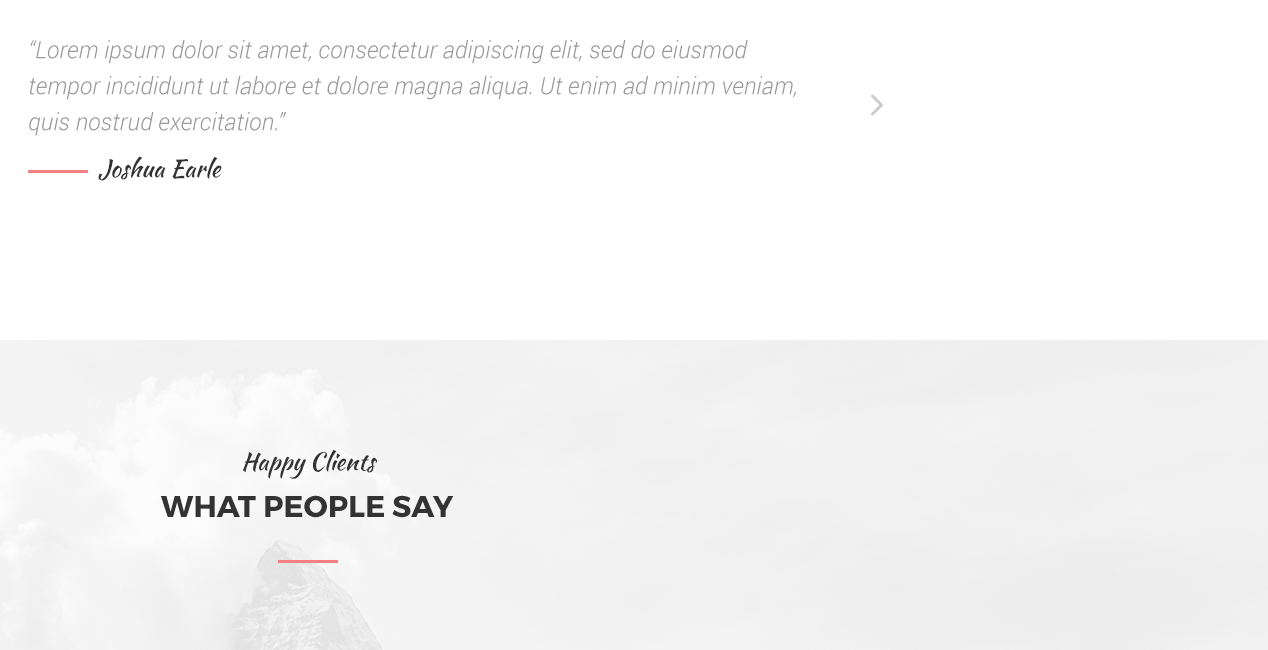 “Lorem ipsum dolor sit amet, consectetur adipiscing elit, sed do eiusmod
tempor incididunt ut labore et dolore magna aliqua. Ut enim ad minim veniam,
quis nostrud exercitation.”
Joshua Earle
Happy Clients
WHAT PEOPLE SAY